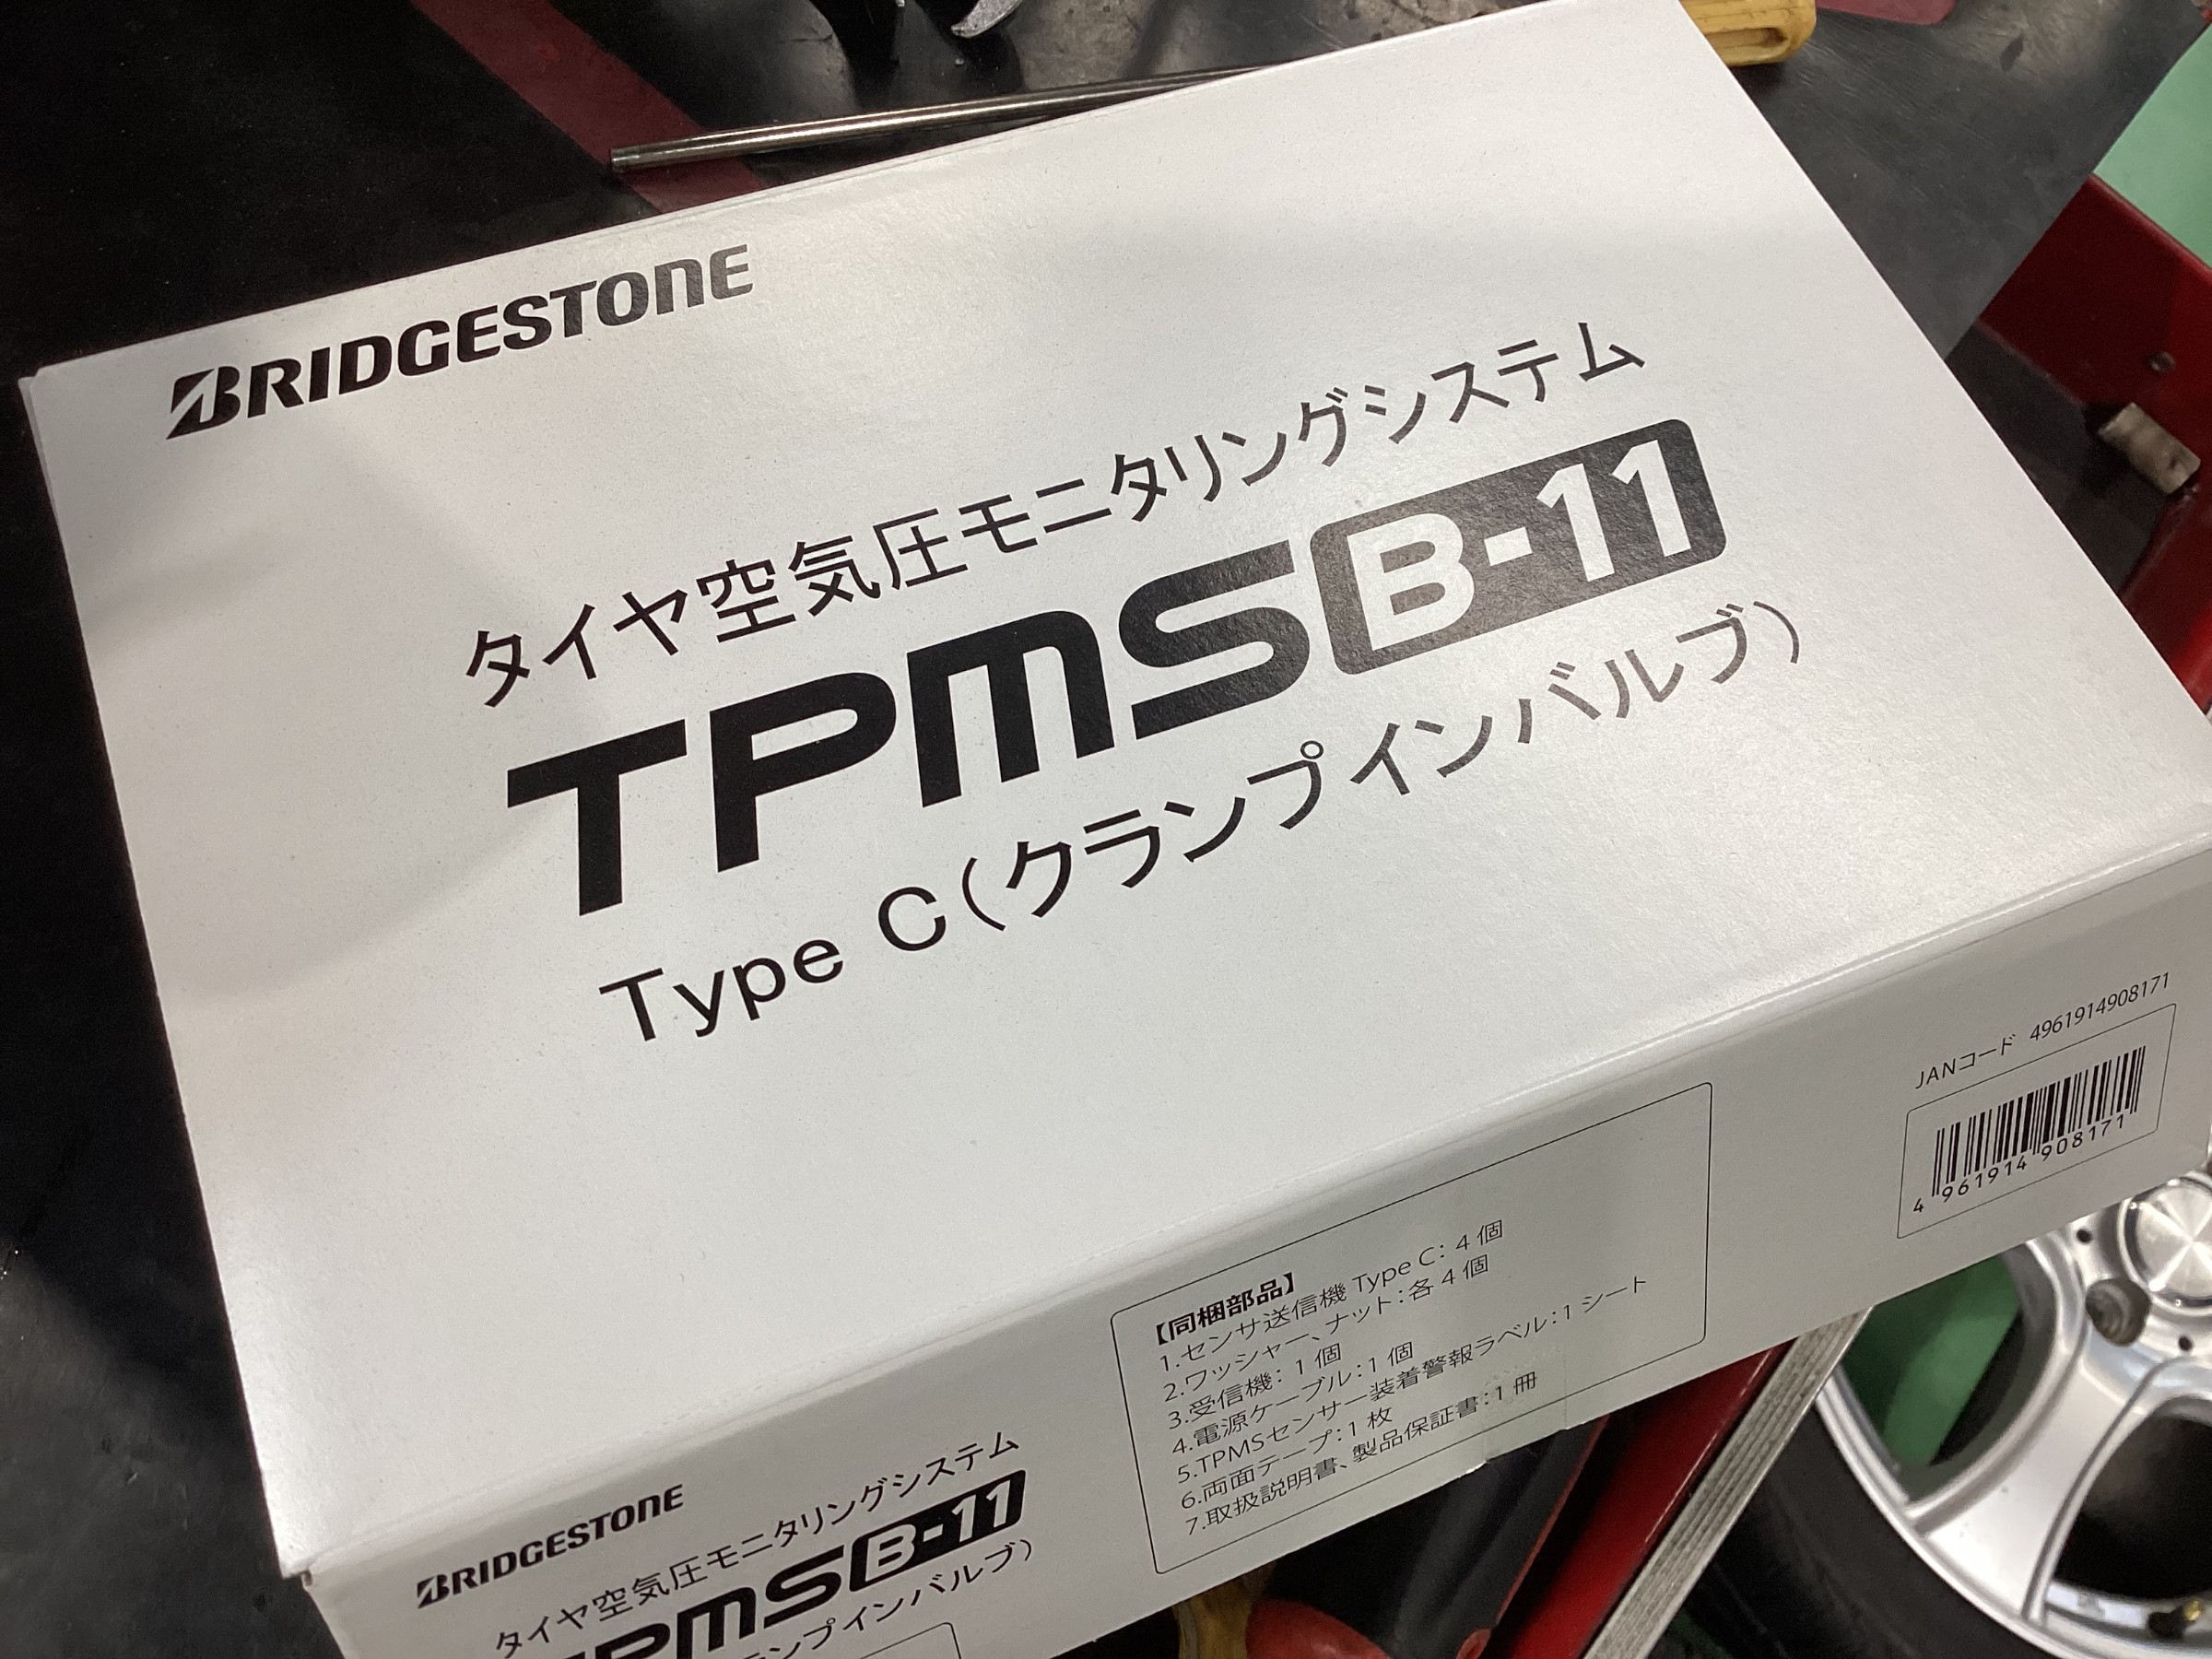 BRIDGESTONE
タイヤ空気圧モニタリングシステム
TPMS B-11
Type C(クランプインバルブ)
JANコード 4961914908171
4 961914 908171
【同梱部品】
1.センサ送信機 Type C: 4 個
2.ワッシャー、ナット:各 4 個
3.受信機: 1 個
4.電源ケーブル:1 個
5.TPMSセンサー装着警報ラベル:1 シート
6.両面テープ:1 枚
7.取扱説明書、製品保証書:1 冊
BRIDGESTONE
タイヤ空気圧モニタリングシステム
TPMS B-11
ンプインバルブ)